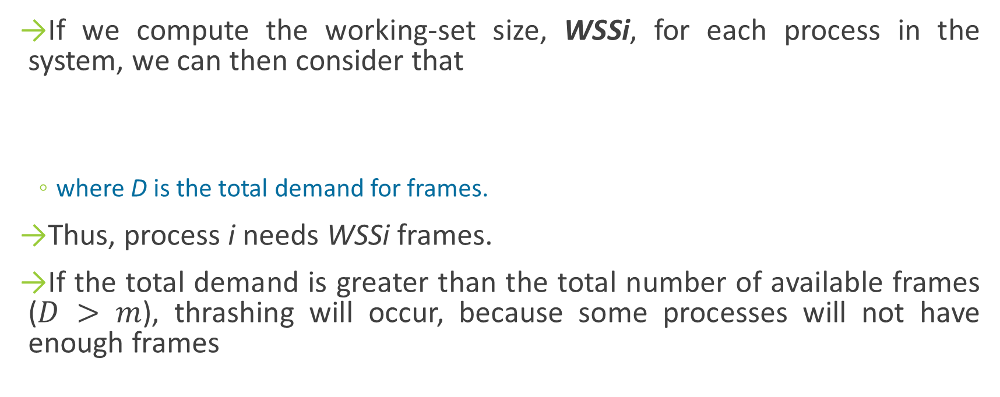 →If we compute the working-set size, WSSi, for each process in the
system, we can then consider that
◦ where D is the total demand for frames.
→Thus, process i needs WSSi frames.
→If the total demand is greater than the total number of available frames
(D > m), thrashing will occur, because some processes will not have
enough frames